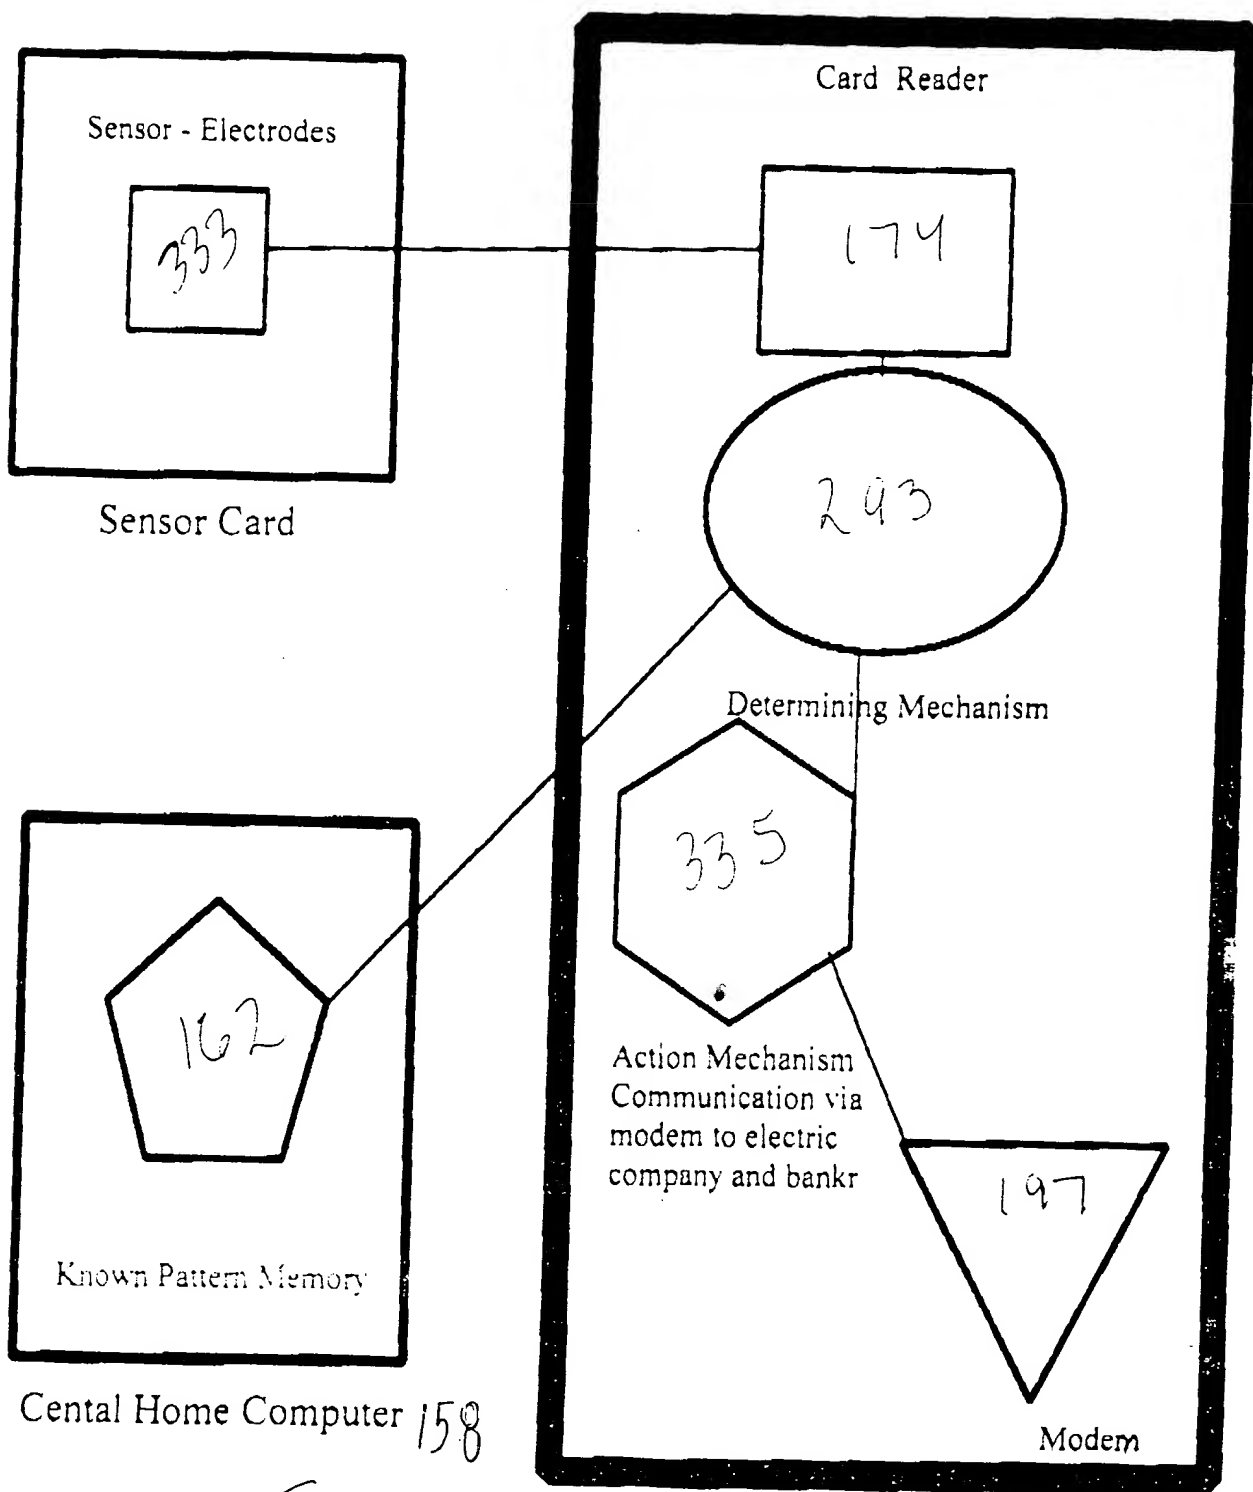 Card Reader
Sensor - Electrodes
333
174
Sensor Card
293
Determining Mechanism
335
162
Action Mechanism
Communication via
modem to electric
company and bankr
197
Known Pattern Memory
Cental Home Computer 158
Modem